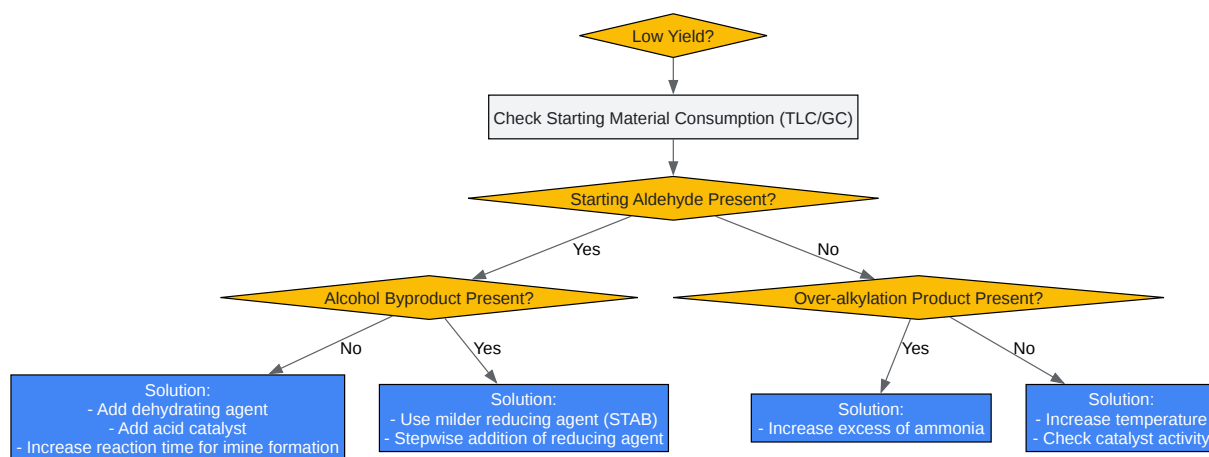 Low Yield?
Check Starting Material Consumption (TLC/GC)
Starting Aldehyde Present?
Yes
No
Alcohol Byproduct Present?
Over-alkylation Product Present?
No
Yes
Yes
No
Solution:
- Add dehydrating agent
- Add acid catalyst
- Increase reaction time for imine formation
Solution:
- Use milder reducing agent (STAB)
- Stepwise addition of reducing agent
Solution:
- Increase excess of ammonia
Solution:
- Increase temperature
- Check catalyst activity